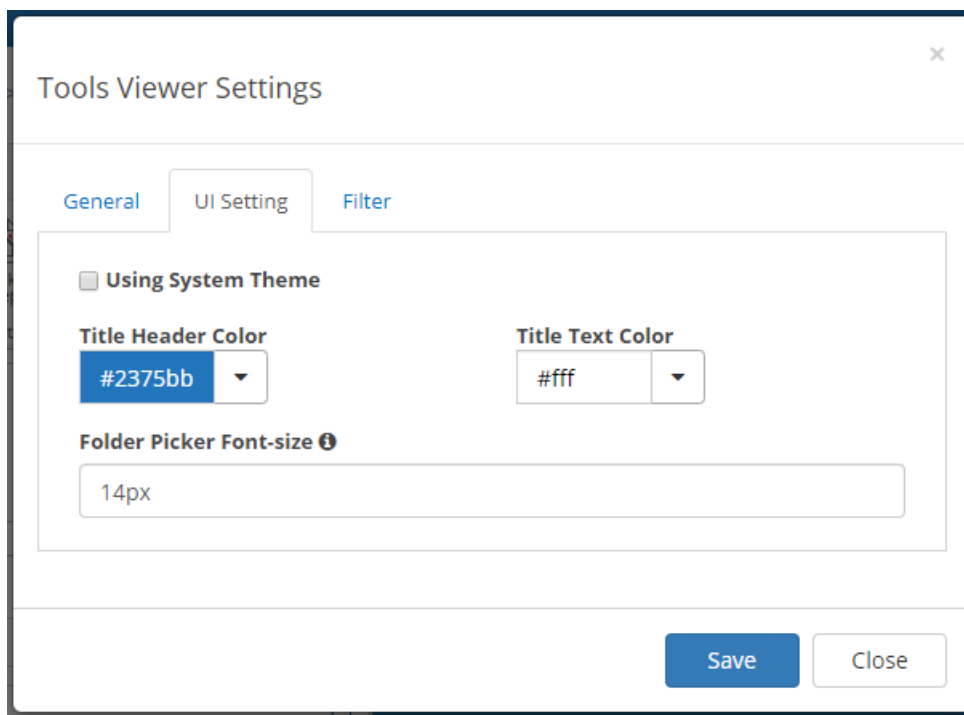 Tools Viewer Settings
×
General UI Setting Filter
Using System Theme
Title Header Color Title Text Color
#2375bb #fff
Folder Picker Font-size
14px
Save Close